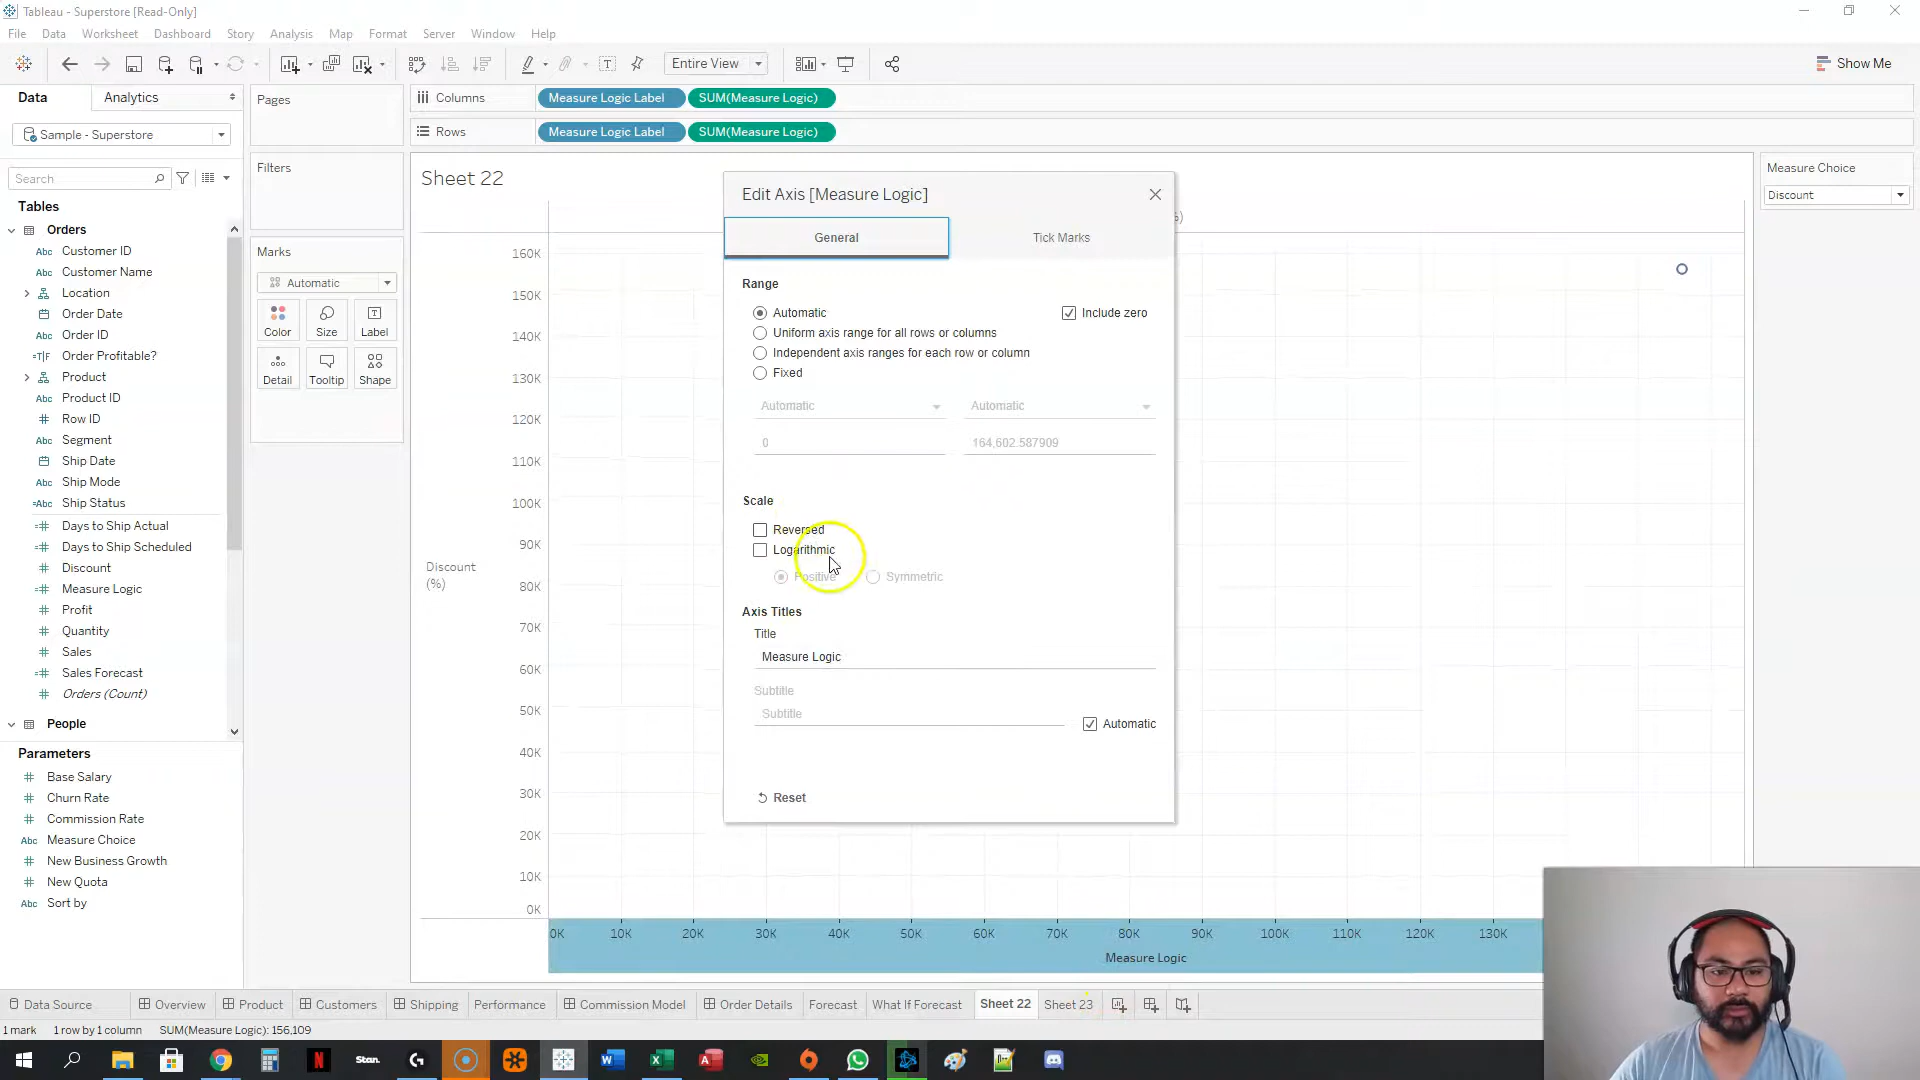 Tableau - Superstore [Read-Only]
File Data Worksheet Dashboard Story Analysis Map Format Server Window Help
Entire View
Show Me
Data Analytics
Pages
Columns Measure Logic Label SUM(Measure Logic)
Rows Measure Logic Label SUM(Measure Logic)
Sample - Superstore
Search
Tables
Orders
Customer ID
Customer Name
Location
Order Date
Order ID
Order Profitable?
Product
Product ID
Row ID
Segment
Ship Date
Ship Mode
Ship Status
Days to Ship Actual
Days to Ship Scheduled
Discount
Measure Logic
Profit
Quantity
Sales
Sales Forecast
Orders (Count)
People
Parameters
Base Salary
Churn Rate
Commission Rate
Measure Choice
New Business Growth
New Quota
Sort by
Filters
Marks
Automatic
Color Size Label
Detail Tooltip Shape
Sheet 22
Discount
(%)
160K
150K
140K
130K
120K
110K
100K
90K
80K
70K
60K
50K
40K
30K
20K
10K
0K
Edit Axis [Measure Logic]
General Tick Marks
Range
Automatic Include zero
Uniform axis range for all rows or columns
Independent axis ranges for each row or column
Fixed
Automatic Automatic
0 164,602.587909
Scale
Reversed
Logarithmic
Positive Symmetric
Axis Titles
Title
Measure Logic
Subtitle
Subtitle
Automatic
Reset
%)
Measure Choice
Discount
0K 10K 20K 30K 40K 50K 60K 70K 80K 90K 100K 110K 120K 130K
Measure Logic
Data Source Overview Product Customers Shipping Performance Commission Model Order Details Forecast What If Forecast Sheet 22 Sheet 23
1 mark 1 row by 1 column SUM(Measure Logic): 156,109
Stan.